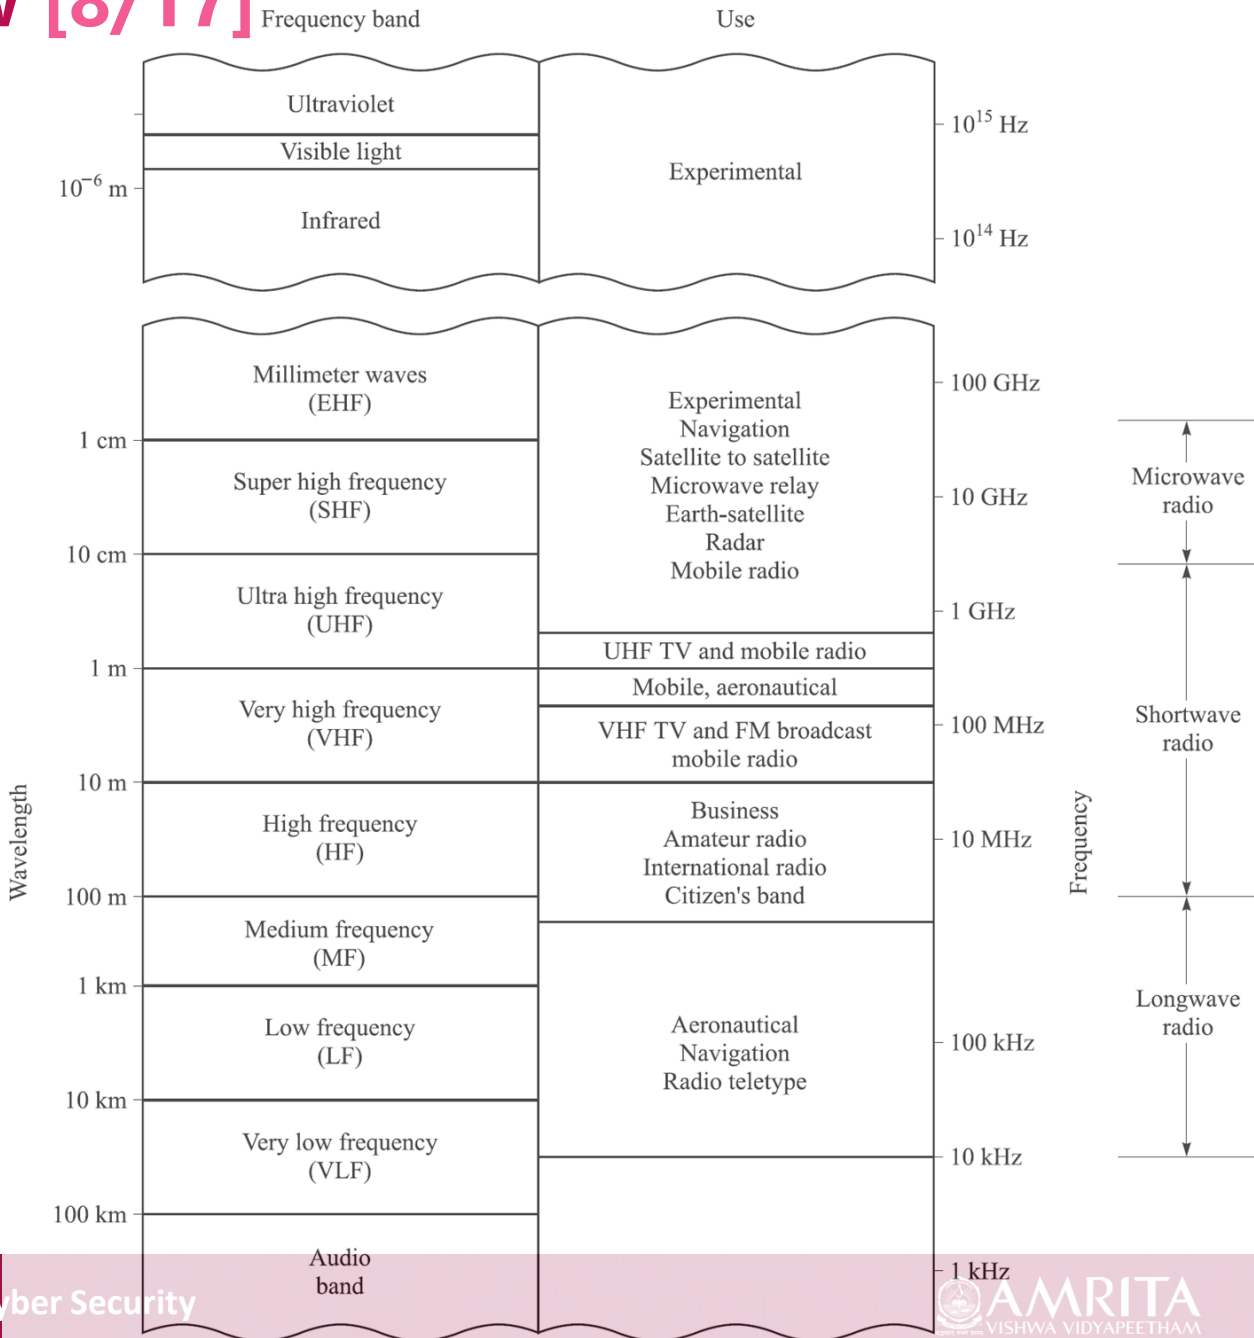 [8/17]
Frequency band
Use
Ultraviolet
Visible light
Infrared
Experimental
10⁻⁶ m
10¹⁵ Hz
10¹⁴ Hz
Millimeter waves
(EHF)
1 cm
Super high frequency
(SHF)
10 cm
Ultra high frequency
(UHF)
1 m
Very high frequency
(VHF)
10 m
High frequency
(HF)
100 m
Medium frequency
(MF)
1 km
Low frequency
(LF)
10 km
Very low frequency
(VLF)
100 km
Audio
band
Wavelength
Experimental
Navigation
Satellite to satellite
Microwave relay
Earth-satellite
Radar
Mobile radio
UHF TV and mobile radio
Mobile, aeronautical
VHF TV and FM broadcast
mobile radio
Business
Amateur radio
International radio
Citizen's band
Aeronautical
Navigation
Radio teletype
100 GHz
10 GHz
1 GHz
100 MHz
10 MHz
100 kHz
10 kHz
1 kHz
Frequency
Microwave
radio
Shortwave
radio
Longwave
radio
yber Security
AMRITA
VISHWA VIDYAPEETHAM